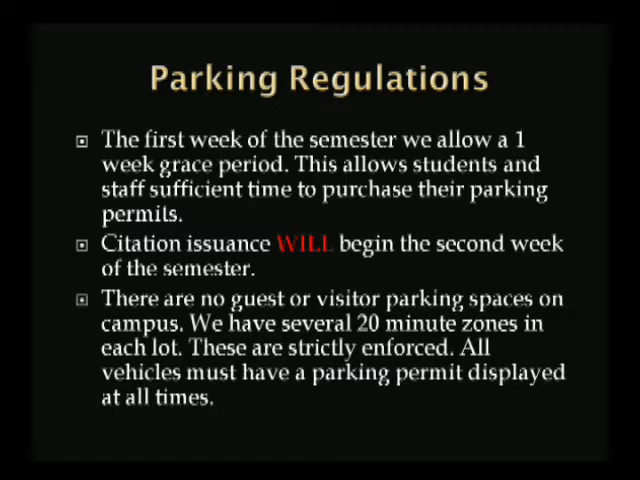 Parking Regulations
The first week of the semester we allow a 1
week grace period. This allows students and
staff sufficient time to purchase their parking
permits.
Citation issuance WILL begin the second week
of the semester.
There are no guest or visitor parking spaces on
campus. We have several 20 minute zones in
each lot. These are strictly enforced. All
vehicles must have a parking permit displayed
at all times.